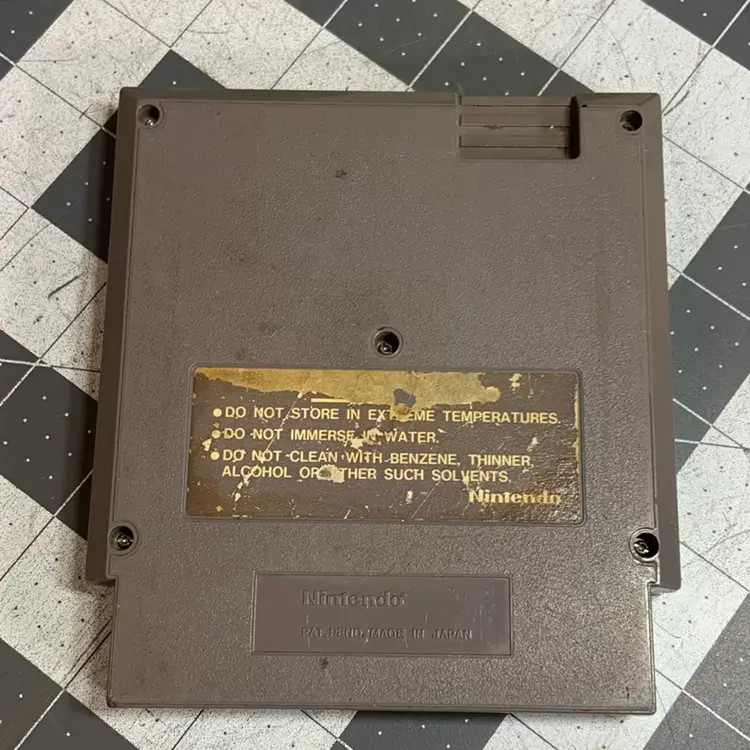 ● DO NOT STORE IN EXTREME TEMPERATURES.
● DO NOT IMMERSE IN WATER.
● DO NOT CLEAN WITH BENZENE, THINNER,
ALCOHOL OR OTHER SUCH SOLVENTS.
Nintendo
Nintendo®
PAT. PEND. MADE IN JAPAN